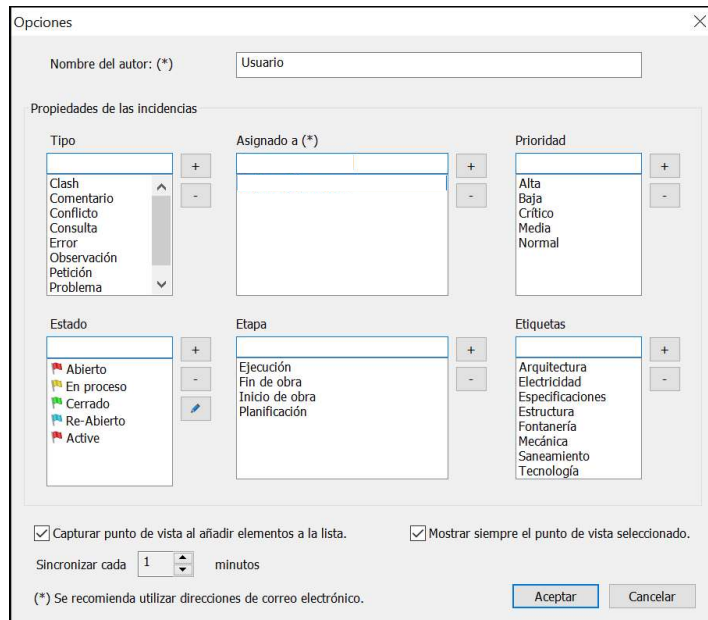 Opciones
Nombre del autor: (*)
Usuario
Propiedades de las incidencias
Tipo
+
-
Clash
Comentario
Conflicto
Consulta
Error
Observación
Petición
Problema
Asignado a (*)
+
-
Prioridad
+
-
Alta
Baja
Crítico
Media
Normal
Estado
+
-
Abierto
En proceso
Cerrado
Re-Abierto
Active
Etapa
+
-
Ejecución
Fin de obra
Inicio de obra
Planificación
Etiquetas
+
-
Arquitectura
Electricidad
Especificaciones
Estructura
Fontanería
Mecánica
Saneamiento
Tecnología
Capturar punto de vista al añadir elementos a la lista.
Mostrar siempre el punto de vista seleccionado.
Sincronizar cada 1 minutos
(*) Se recomienda utilizar direcciones de correo electrónico.
Aceptar
Cancelar